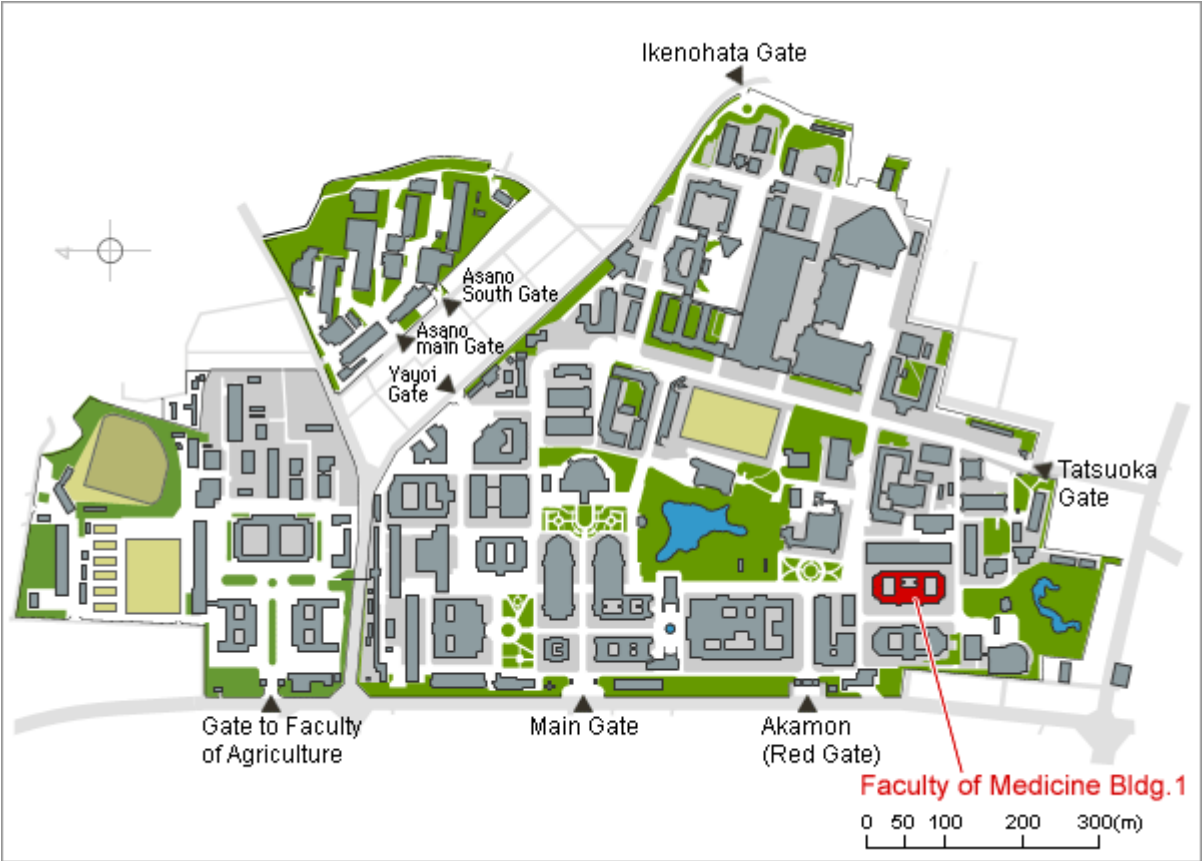 Ikenohata Gate
Asano
South Gate
Asano
main Gate
Yayoi
Gate
Tatsuoka
Gate
Gate to Faculty
of Agriculture
Main Gate
Akamon
(Red Gate)
Faculty of Medicine Bldg.1
0 50 100 200 300(m)